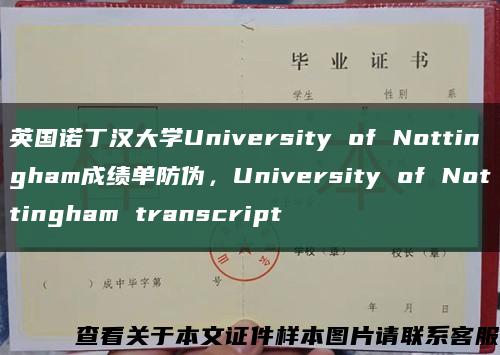 毕业证书
学生 性别 系
英国诺丁汉大学University of Nottin
gham成绩单防伪，University of Not
tingham transcript
学校（章） 校长（章）
（ ）成中毕字第 号
年 月 日
查看关于本文证件样本图片请联系客服